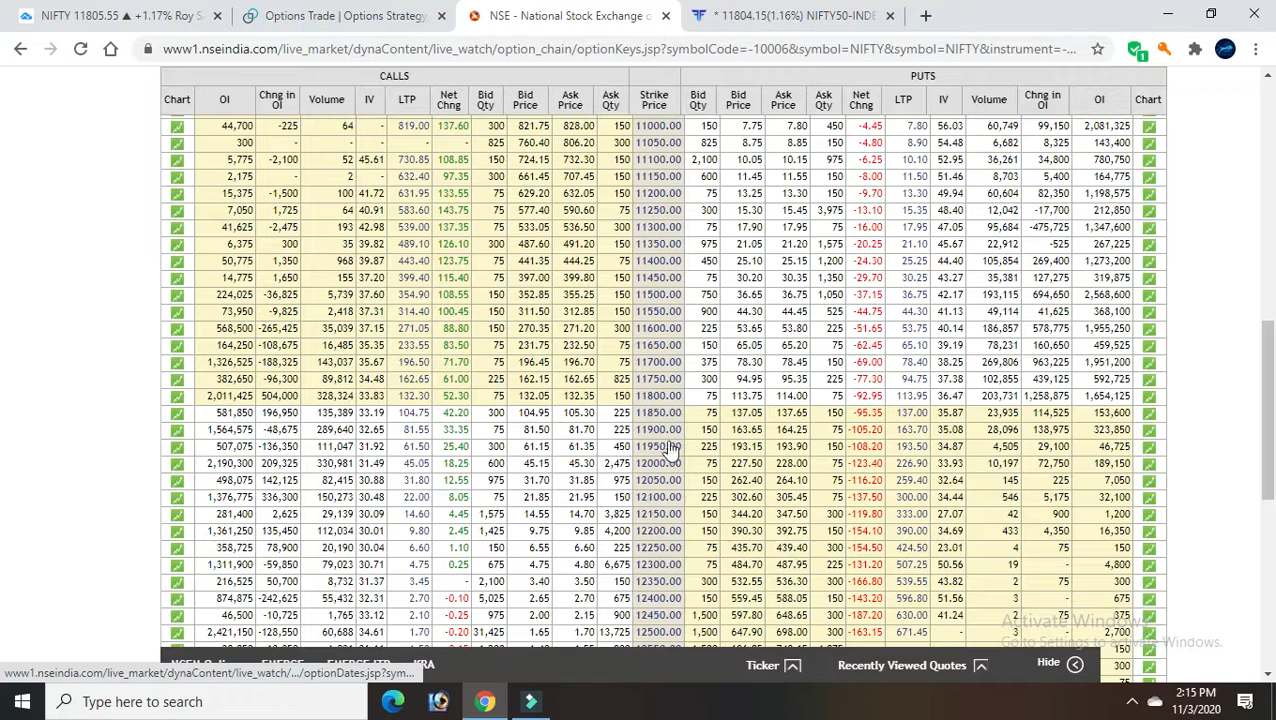 NIFTY 11805.55 ▲ +1.17% Roy S
Options Trade | Options Strategy
NSE - National Stock Exchange o
* 11804.15(1.16%) NIFTY50-INDE
www1.nseindia.com/live_market/dynaContent/live_watch/option_chain/optionKeys.jsp?symbolCode=-10006&symbol=NIFTY&symbol=NIFTY&instrument=-...
1
CALLS PUTS
Chart OI Chng in OI Volume IV LTP Net Chng Bid Qty Bid Price Ask Price Ask Qty Strike Price Bid Qty Bid Price Ask Price Ask Qty Net Chng LTP IV Volume Chng in OI OI Chart
44,700 -225 64 - 819.00 137.60 300 821.75 828.00 150 11000.00 150 7.75 7.80 450 -4.45 7.80 56.03 60,749 99,150 2,081,325
300 - - - - - 825 760.40 806.20 300 11050.00 825 8.75 8.85 150 -4.80 8.90 54.48 6,682 8,325 143,400
5,775 -2,100 52 45.61 730.85 108.85 150 724.15 732.30 150 11100.00 2,100 10.05 10.15 975 -6.25 10.10 52.95 36,261 34,800 780,750
2,175 - 2 - 632.40 97.35 300 661.45 707.45 150 11150.00 600 11.45 11.55 150 -8.00 11.50 51.46 8,703 5,400 164,775
15,375 -1,500 100 41.72 631.95 133.55 150 629.20 632.05 150 11200.00 75 13.25 13.30 150 -9.70 13.30 49.94 60,604 82,350 1,198,575
7,050 1,725 64 40.91 583.60 143.75 150 577.40 590.60 75 11250.00 300 15.30 15.45 3,975 -13.10 15.35 48.40 12,042 -17,700 212,850
41,625 -2,475 193 42.98 539.00 137.35 75 533.05 536.50 300 11300.00 75 17.90 17.95 75 -16.00 17.95 47.05 95,684 -475,725 1,347,600
6,375 300 35 39.82 489.10 126.10 300 487.60 491.20 150 11350.00 975 21.05 21.20 1,575 -20.25 21.10 45.67 22,912 -525 267,225
50,775 1,350 968 39.87 443.40 123.75 75 441.35 444.25 75 11400.00 450 25.10 25.15 1,200 -24.30 25.25 44.40 105,854 269,400 1,273,200
14,775 1,650 155 37.20 399.40 115.40 75 397.00 399.80 75 11450.00 75 30.20 30.35 1,350 -29.70 30.25 43.27 35,381 127,275 319,875
224,025 -36,825 5,739 37.60 354.90 108.55 150 352.85 355.25 150 11500.00 750 36.65 36.75 1,050 -37.15 36.75 42.17 193,115 694,650 2,568,600
73,950 -9,825 2,418 37.31 314.40 100.45 150 311.50 312.85 150 11550.00 900 44.30 44.45 525 -44.75 44.30 41.13 49,114 41,625 368,100
568,500 -265,425 35,039 37.15 271.05 88.80 150 270.35 271.20 300 11600.00 225 53.65 53.80 225 -51.65 53.75 40.14 186,857 578,775 1,955,250
164,250 -108,675 16,485 35.35 233.55 83.50 150 231.75 232.50 75 11650.00 150 65.05 65.20 150 -62.45 65.10 39.19 78,231 160,650 459,525
1,326,525 -188,325 143,037 35.67 196.50 71.70 75 196.45 196.70 75 11700.00 375 78.30 78.45 150 -69.00 78.40 38.25 269,806 963,225 1,951,200
382,650 -96,300 89,812 34.48 162.65 61.00 225 162.15 162.65 825 11750.00 300 94.95 95.35 225 -77.30 94.75 37.38 102,855 439,125 592,725
2,011,425 504,000 328,324 33.83 132.30 52.30 75 132.05 132.35 150 11800.00 75 113.75 114.00 75 -92.95 113.95 36.47 203,731 1,258,875 1,654,125
581,850 196,950 135,389 33.19 104.75 42.20 300 104.95 105.30 225 11850.00 75 137.05 137.65 150 -95.35 137.00 35.87 23,935 114,525 153,600
1,564,575 -48,675 289,640 32.65 81.55 33.35 75 81.50 81.70 225 11900.00 150 163.65 164.25 75 -105.20 163.70 35.08 28,096 138,975 323,850
507,075 -136,350 111,047 31.92 61.50 25.40 300 61.15 61.35 450 11950.00 225 193.15 193.90 150 -108.20 193.50 34.87 4,505 29,100 46,725
2,190,300 209,325 330,981 31.49 45.05 18.25 600 45.15 45.30 2,475 12000.00 75 227.50 228.00 75 -123.40 226.90 33.93 10,197 72,750 189,150
498,075 142,125 82,415 30.88 31.80 12.55 975 31.70 31.85 975 12050.00 150 262.40 264.10 75 -116.20 259.40 32.64 145 225 7,050
1,376,775 336,300 150,273 30.48 22.00 8.05 75 21.85 21.95 150 12100.00 225 302.60 305.45 75 -137.50 300.00 34.44 546 5,175 32,100
281,400 2,625 29,139 30.09 14.60 4.45 1,575 14.55 14.70 3,825 12150.00 150 344.20 347.50 300 -119.80 333.00 27.07 42 900 1,200
1,361,250 135,450 112,034 30.01 9.80 2.45 1,425 9.75 9.85 4,200 12200.00 150 390.30 392.75 150 -154.10 390.00 34.69 433 4,350 16,350
358,725 78,900 20,190 30.04 6.60 1.10 150 6.55 6.60 225 12250.00 75 435.70 439.40 300 -154.50 424.50 23.01 4 75 150
1,311,900 -59,850 79,023 30.71 4.75 0.25 675 4.75 4.80 6,675 12300.00 75 484.70 487.95 225 -131.20 507.25 50.56 19 - 4,800
216,525 50,700 8,732 31.37 3.45 - 2,100 3.40 3.50 150 12350.00 300 532.55 536.30 300 -166.80 539.55 43.82 2 75 300
874,875 -242,625 55,432 32.31 2.70 -0.10 5,025 2.65 2.70 675 12400.00 150 559.45 588.05 150 -143.20 596.80 51.56 3 - 675
46,500 -10,725 1,765 33.12 2.10 -0.25 975 2.00 2.15 900 12450.00 1,500 597.80 648.65 300 -187.20 630.00 41.24 2 75 375
2,421,150 -128,550 60,688 34.61 1.70 -0.20 31,425 1.65 1.70 13,725 12500.00 1,500 647.90 698.00 300 -163.15 671.45 - 3 2,700
150
300
Activate Windows
Go to Settings to activate Windows.
Ticker Recently Viewed Quotes Hide
www1.nseindia.com/live_market/dynaContent/live_watch/.../optionDates.jsp?sym...
Type here to search
2:15 PM
11/3/2020